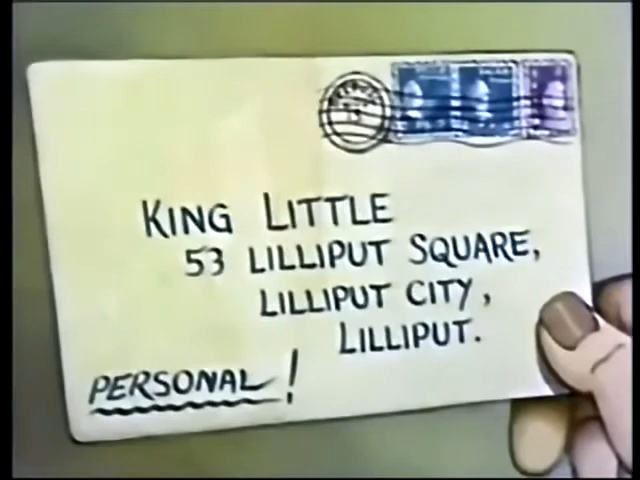 KING LITTLE
53 LILLIPUT SQUARE,
LILLIPUT CITY,
LILLIPUT.
PERSONAL!